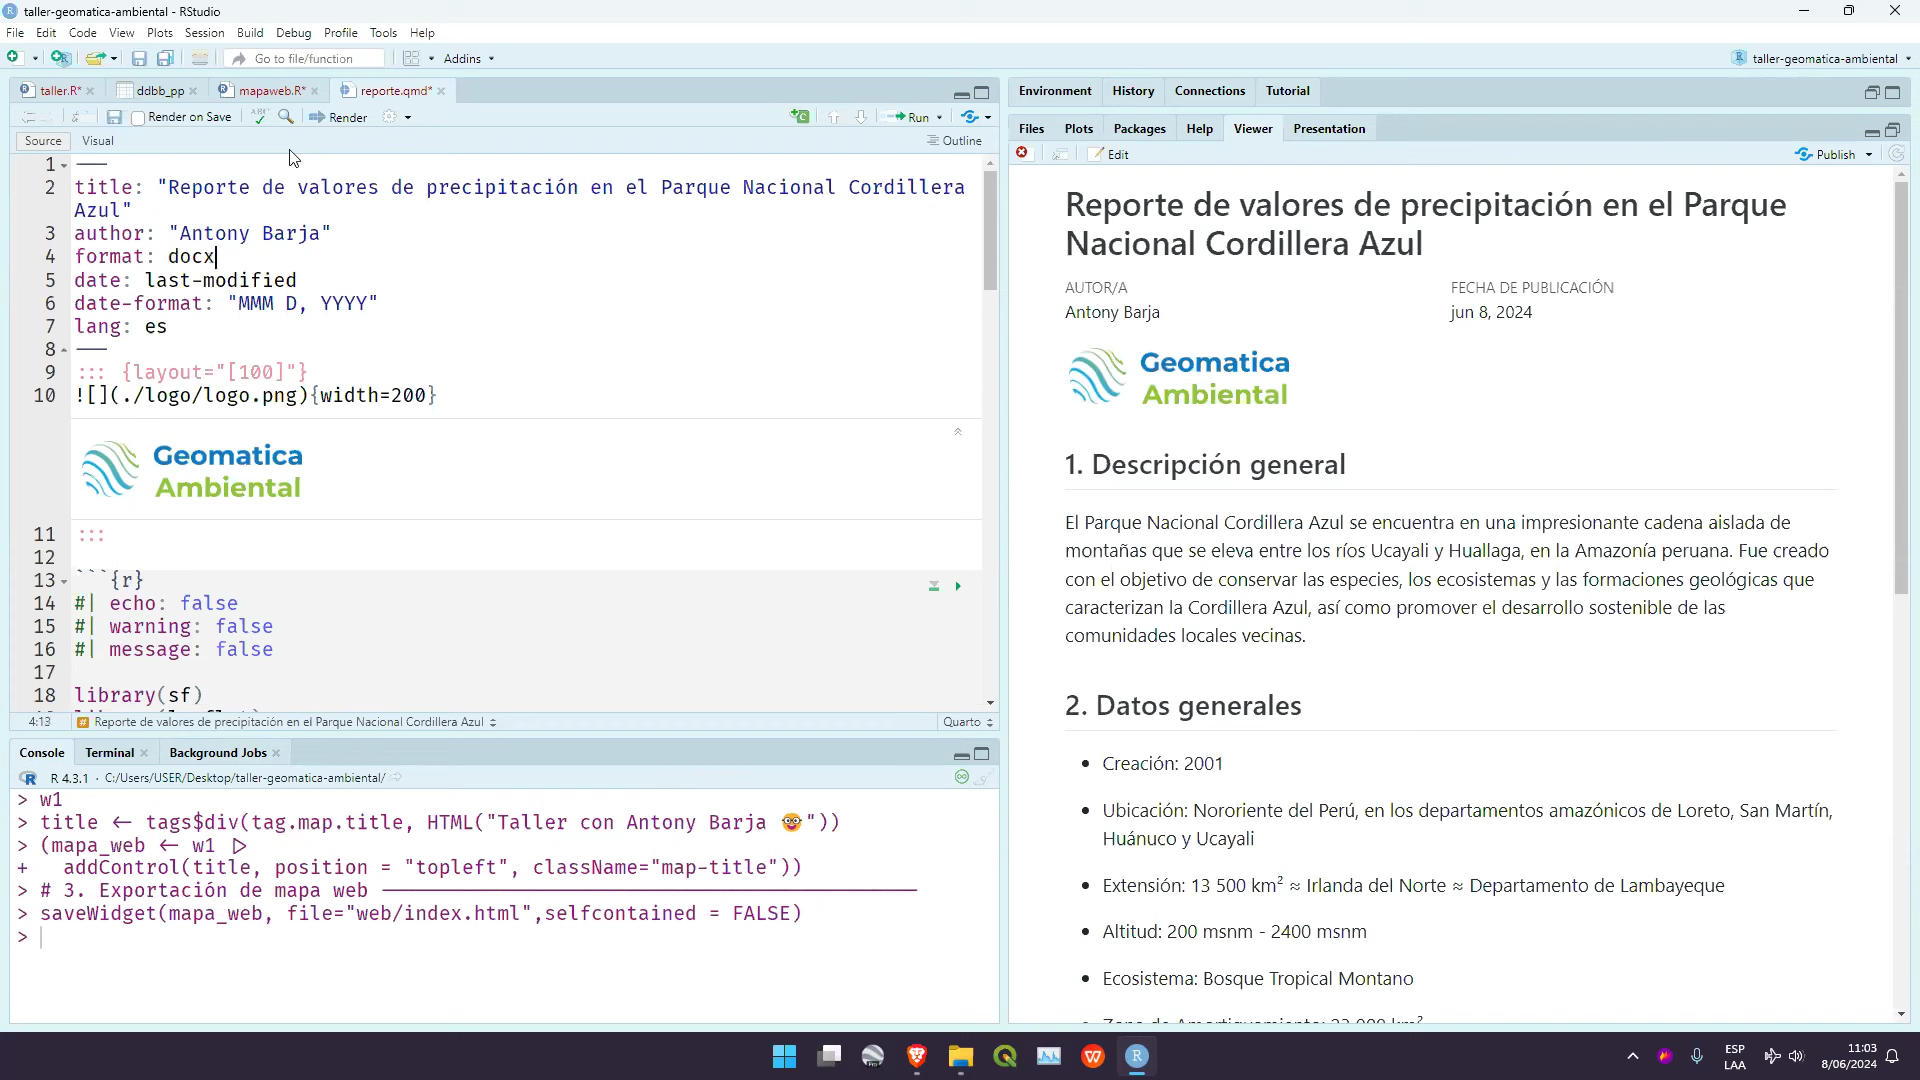 taller-geomatica-ambiental - RStudio
File Edit Code View Plots Session Build Debug Profile Tools Help
Go to file/function
Addins
taller-geomatica-ambiental
taller.R*
ddbb_pp
mapaweb.R*
reporte.qmd*
Render on Save
Render
Run
Source
Visual
Outline
1 ---
2 title: "Reporte de valores de precipitación en el Parque Nacional Cordillera
Azul"
3 author: "Antony Barja"
4 format: docx
5 date: last-modified
6 date-format: "MMM D, YYYY"
7 lang: es
8 ---
9 ::: {layout="[100]"}
10 ![](./logo/logo.png){width=200}
Geomatica
Ambiental
11 :::
12
13 ```{r}
14 #| echo: false
15 #| warning: false
16 #| message: false
17
18 library(sf)
4:13
Reporte de valores de precipitación en el Parque Nacional Cordillera Azul
Quarto
Console
Terminal
Background Jobs
R 4.3.1 · C:/Users/USER/Desktop/taller-geomatica-ambiental/
> w1
> title <- tags$div(tag.map.title, HTML("Taller con Antony Barja 🤓"))
> (mapa_web <- w1 |>
+   addControl(title, position = "topleft", className="map-title"))
> # 3. Exportación de mapa web ----------------------------------------------
> saveWidget(mapa_web, file="web/index.html",selfcontained = FALSE)
>
Environment
History
Connections
Tutorial
Files
Plots
Packages
Help
Viewer
Presentation
Edit
Publish
Reporte de valores de precipitación en el Parque
Nacional Cordillera Azul
AUTOR/A
FECHA DE PUBLICACIÓN
Antony Barja
jun 8, 2024
Geomatica
Ambiental
1. Descripción general
El Parque Nacional Cordillera Azul se encuentra en una impresionante cadena aislada de
montañas que se eleva entre los ríos Ucayali y Huallaga, en la Amazonía peruana. Fue creado
con el objetivo de conservar las especies, los ecosistemas y las formaciones geológicas que
caracterizan la Cordillera Azul, así como promover el desarrollo sostenible de las
comunidades locales vecinas.
2. Datos generales
• Creación: 2001
• Ubicación: Nororiente del Perú, en los departamentos amazónicos de Loreto, San Martín,
Huánuco y Ucayali
• Extensión: 13 500 km² ≈ Irlanda del Norte ≈ Departamento de Lambayeque
• Altitud: 200 msnm - 2400 msnm
• Ecosistema: Bosque Tropical Montano
ESP
LAA
11:03
8/06/2024